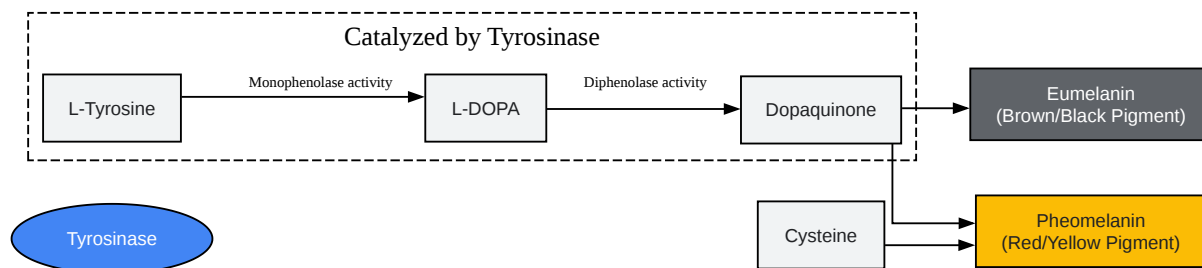 Catalyzed by Tyrosinase
L-Tyrosine
Monophenolase activity
L-DOPA
Diphenolase activity
Dopaquinone
Eumelanin
(Brown/Black Pigment)
Tyrosinase
Cysteine
Pheomelanin
(Red/Yellow Pigment)